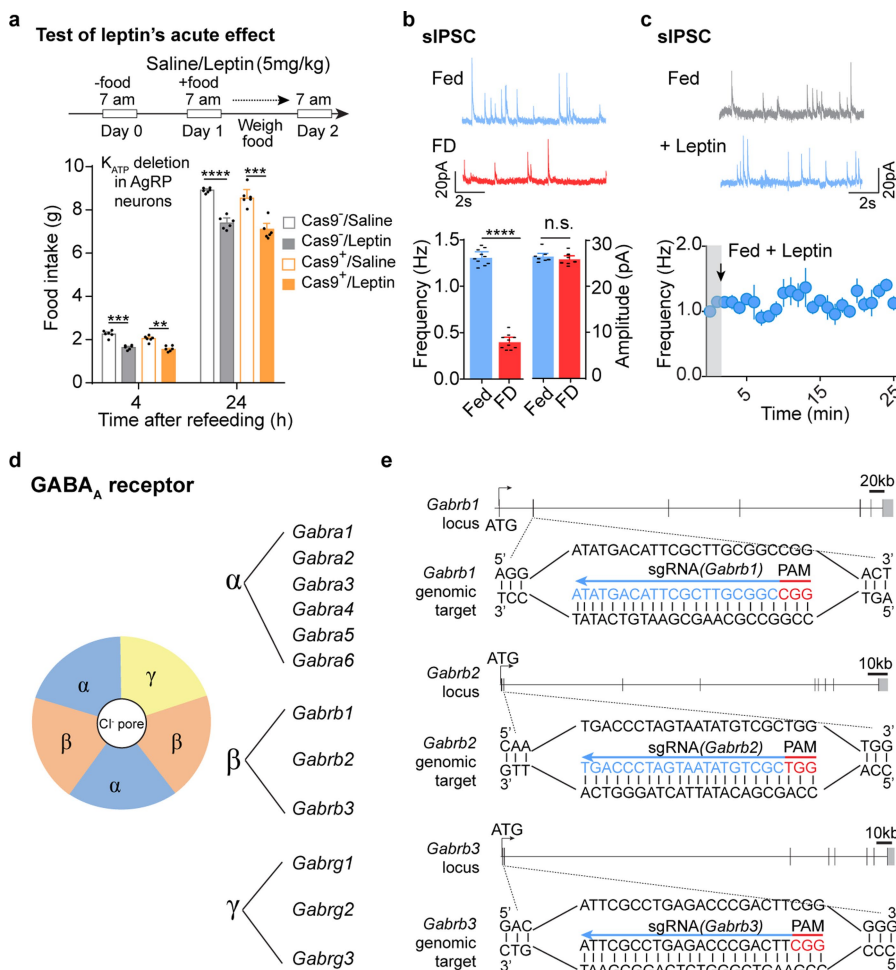 a
Test of leptin's acute effect
Saline/Leptin (5mg/kg)
-food
+food
7 am
7 am
7 am
Day 0
Day 1
Weigh
food
Day 2
K_ATP deletion
in AgRP
neurons
****
***
***
**
Cas9⁻/Saline
Cas9⁻/Leptin
Cas9⁺/Saline
Cas9⁺/Leptin
Food intake (g)
10
8
6
4
2
0
4
24
Time after refeeding (h)
b
sIPSC
Fed
FD
20pA
2s
****
n.s.
Frequency (Hz)
1.5
1.0
0.5
0.0
Amplitude (pA)
30
20
10
0
Fed
FD
Fed
FD
c
sIPSC
Fed
+ Leptin
20pA
2s
Fed + Leptin
Frequency (Hz)
2.0
1.0
0.0
5
15
25
Time (min)
d
GABA_A receptor
α
γ
β
β
α
Cl⁻ pore
α
Gabra1
Gabra2
Gabra3
Gabra4
Gabra5
Gabra6
β
Gabrb1
Gabrb2
Gabrb3
γ
Gabrg1
Gabrg2
Gabrg3
e
20kb
Gabrb1
locus
ATG
5'
3'
ATATGACATTCGCTTGCGGCCGG
Gabrb1
genomic
target
AGG
TCC
sgRNA(Gabrb1)
PAM
ATATGACATTCGCTTGCGGCCGG
ACT
TGA
3'
5'
TATACTGTAAGCGAACGCCGGCC
ATG
10kb
Gabrb2
locus
5'
3'
TGACCCTAGTAATATGTCGCTGG
Gabrb2
genomic
target
CAA
GTT
sgRNA(Gabrb2)
PAM
TGACCCTAGTAATATGTCGCTGG
TGG
ACC
3'
5'
ACTGGGATCATTATACAGCGACC
ATG
10kb
Gabrb3
locus
5'
3'
ATTCGCCTGAGACCCGACTTCGG
Gabrb3
genomic
target
GAC
CTG
sgRNA(Gabrb3)
PAM
ATTCGCCTGAGACCCGACTTCGG
GGG
CCC